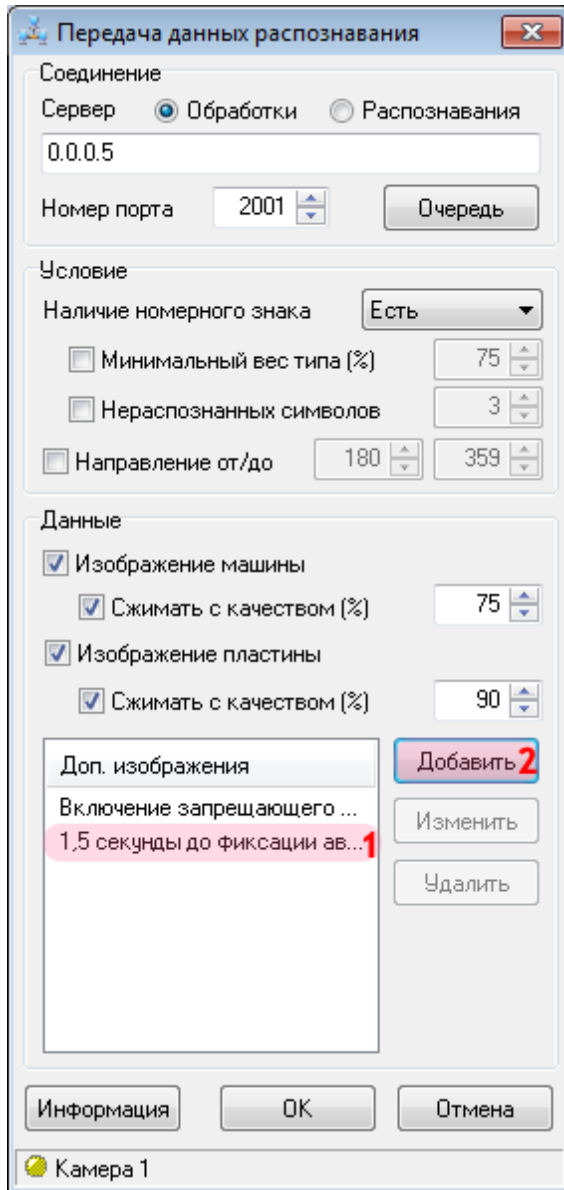 Передача данных распознавания
Соединение
Сервер Обработки Распознавания
0.0.0.5
Номер порта 2001 Очередь
Условие
Наличие номерного знака Есть
Минимальный вес типа (%) 75
Нераспознанных символов 3
Направление от/до 180 359
Данные
Изображение машины
Сжимать с качеством (%) 75
Изображение пластины
Сжимать с качеством (%) 90
Доп. изображения
Включение запрещающего ...
1,5 секунды до фиксации ав... 1
Добавить 2
Изменить
Удалить
Информация OK Отмена
Камера 1